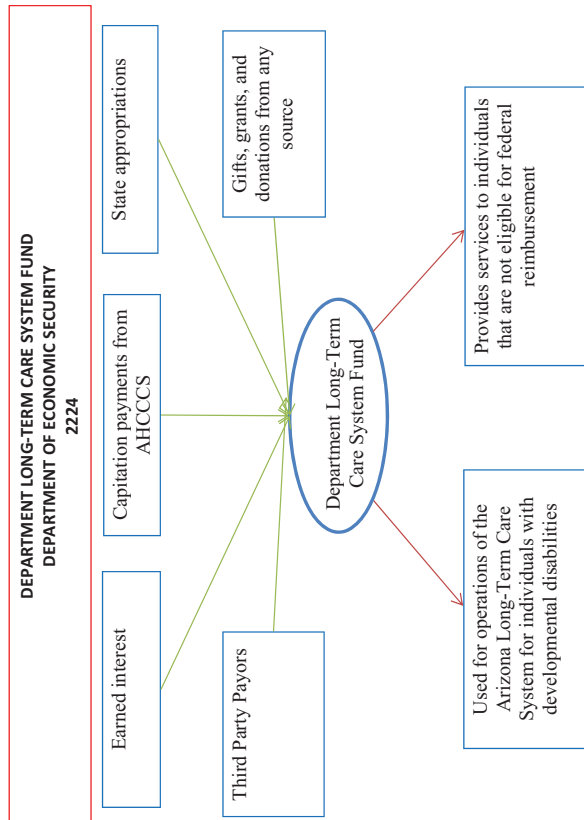 DEPARTMENT LONG-TERM CARE SYSTEM FUND
DEPARTMENT OF ECONOMIC SECURITY
2224
Earned interest
Capitation payments from
AHCCCS
State appropriations
Third Party Payors
Gifts, grants, and
donations from any
source
Department Long-Term
Care System Fund
Used for operations of the
Arizona Long-Term Care
System for individuals with
developmental disabilities
Provides services to individuals
that are not eligible for federal
reimbursement